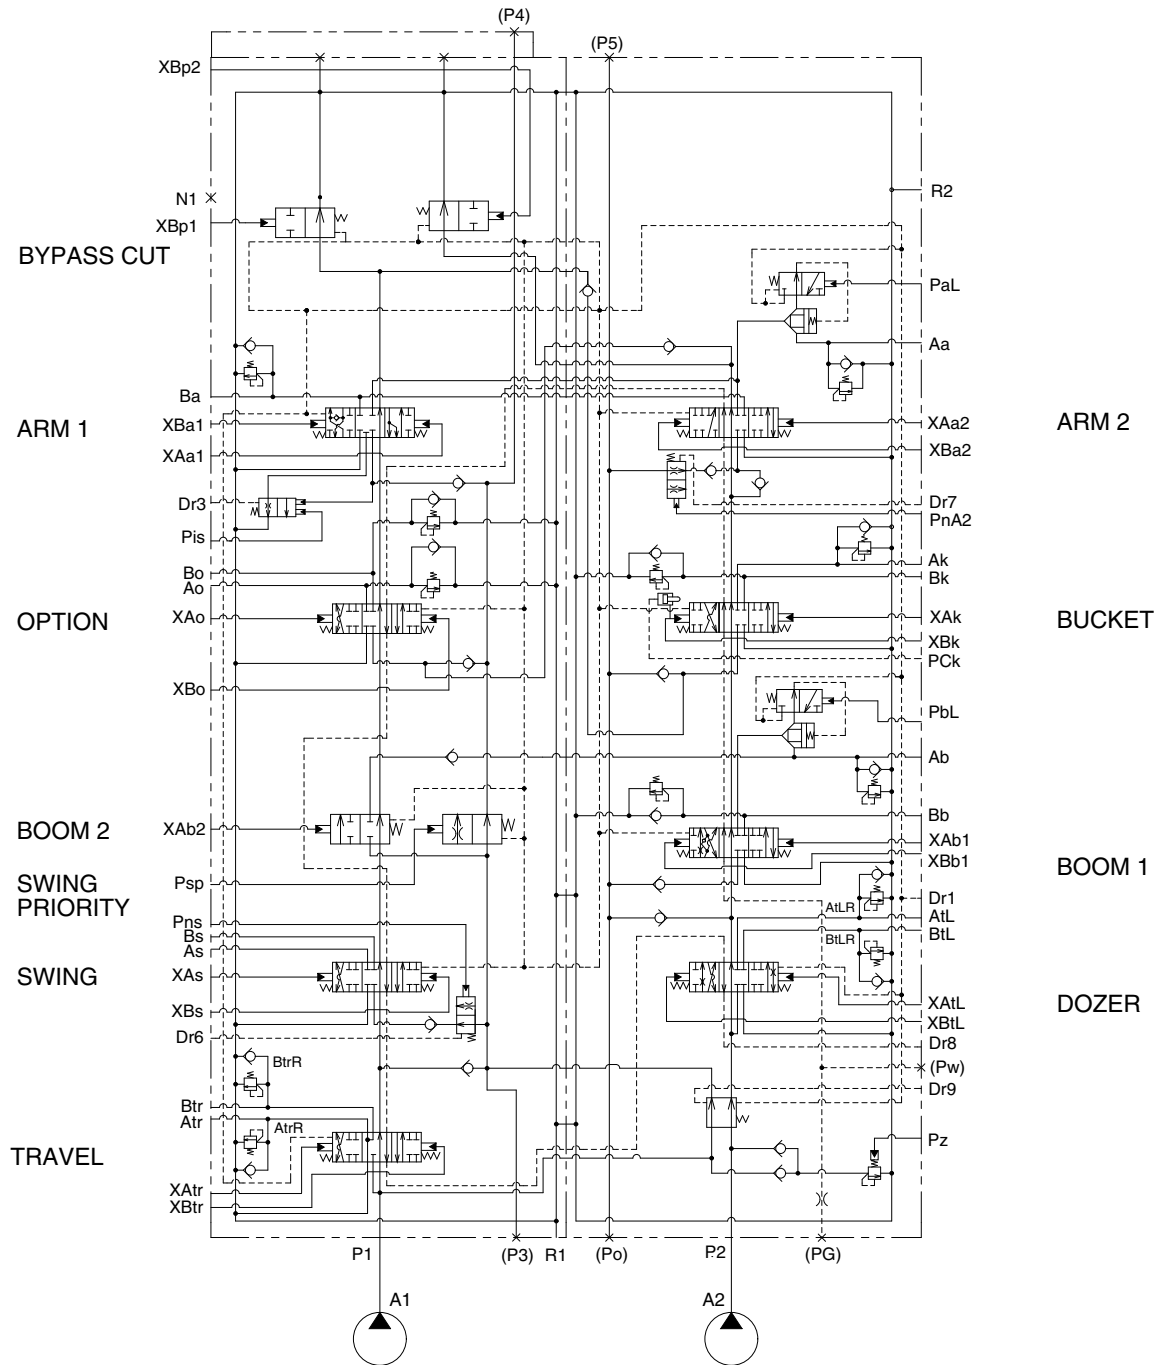 (P4)
(P5)
XBp2
N1
R2
XBp1
BYPASS CUT
PaL
Aa
Ba
ARM 1
XBa1
XAa2
ARM 2
XAa1
XBa2
Dr3
Dr7
PnA2
Pis
Ak
Bo
Bk
Ao
OPTION
XAo
XAk
BUCKET
XBk
PCk
XBo
PbL
Ab
Bb
BOOM 2
XAb2
XAb1
XBb1
BOOM 1
SWING
PRIORITY
Psp
Dr1
AtLR
AtL
Pns
BtL
Bs
BtLR
As
SWING
XAs
XAtL
DOZER
XBs
XBtL
Dr6
Dr8
BtrR
(Pw)
Dr9
Btr
Atr
AtrR
Pz
TRAVEL
XAtr
XBtr
P1
(P3)
R1
(Po)
P2
(PG)
A1
A2